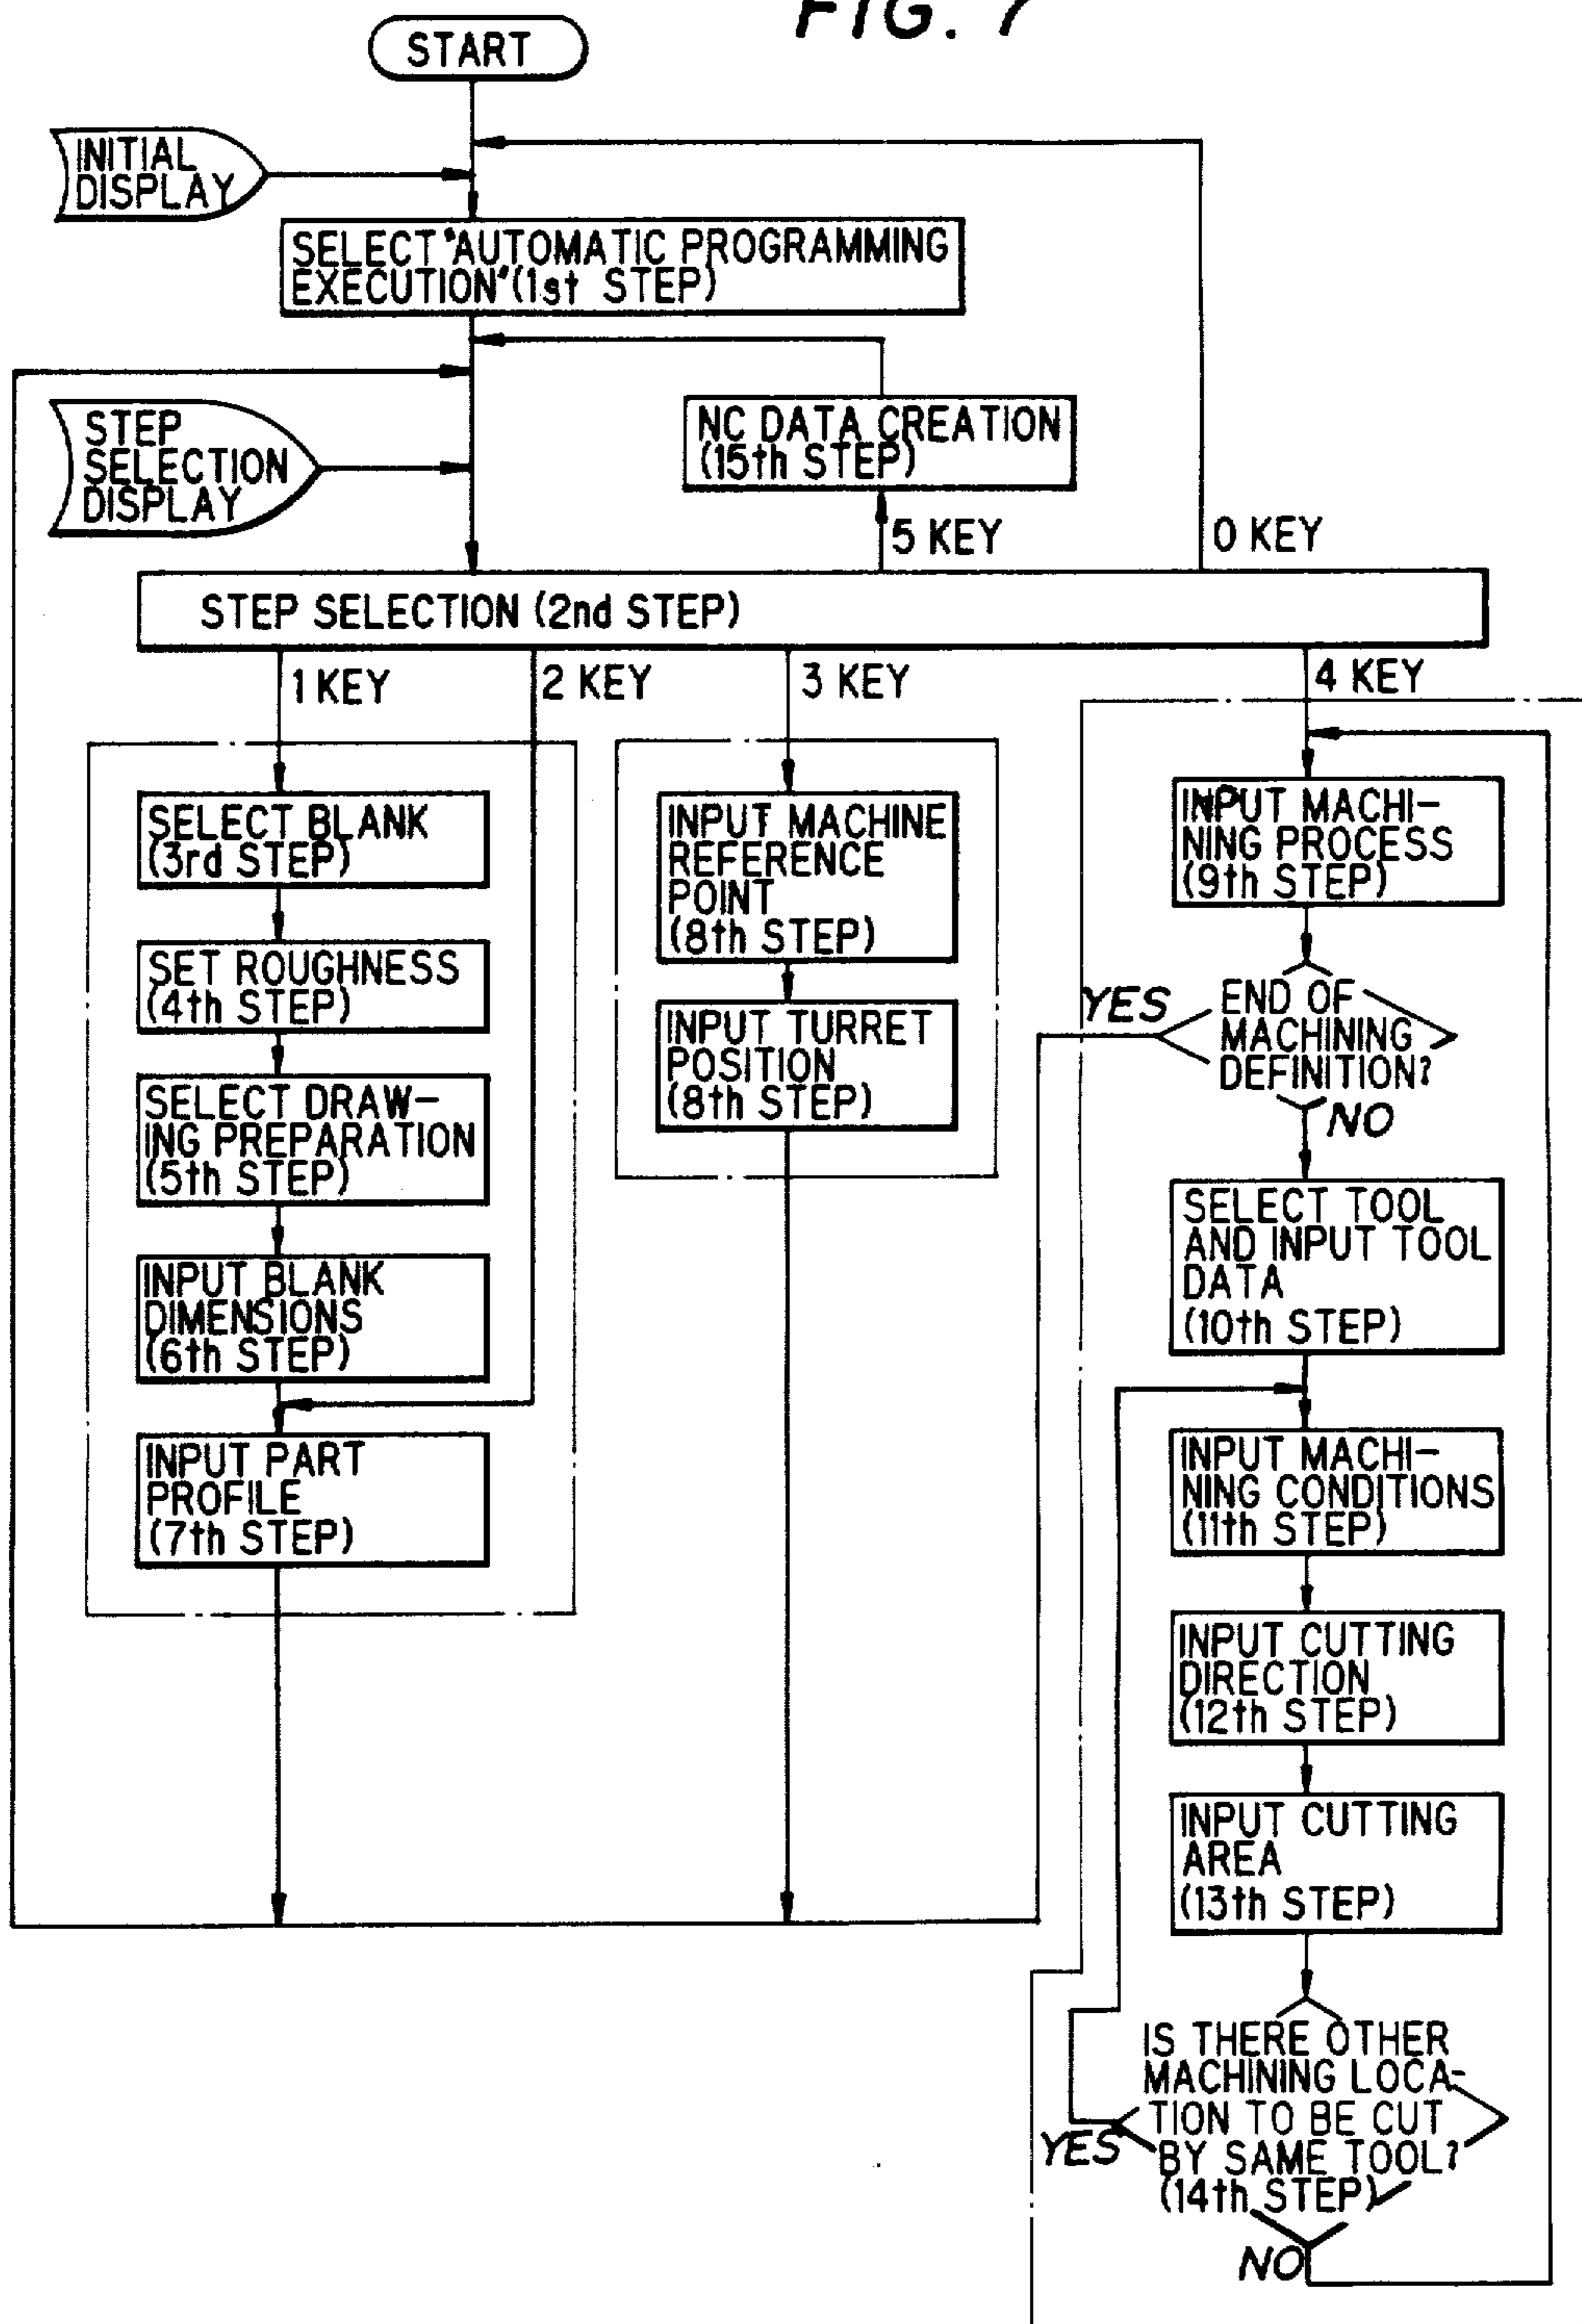 FIG. 7
START
INITIAL
DISPLAY
SELECT "AUTOMATIC PROGRAMMING
EXECUTION" (1st STEP)
STEP
SELECTION
DISPLAY
NC DATA CREATION
(15th STEP)
5 KEY
0 KEY
STEP SELECTION (2nd STEP)
1 KEY
2 KEY
3 KEY
4 KEY
SELECT BLANK
(3rd STEP)
SET ROUGHNESS
(4th STEP)
SELECT DRAW-
ING PREPARATION
(5th STEP)
INPUT BLANK
DIMENSIONS
(6th STEP)
INPUT PART
PROFILE
(7th STEP)
INPUT MACHINE
REFERENCE
POINT
(8th STEP)
INPUT TURRET
POSITION
(8th STEP)
INPUT MACHI-
NING PROCESS
(9th STEP)
YES
END OF
MACHINING
DEFINITION?
NO
SELECT TOOL
AND INPUT TOOL
DATA
(10th STEP)
INPUT MACHI-
NING CONDITIONS
(11th STEP)
INPUT CUTTING
DIRECTION
(12th STEP)
INPUT CUTTING
AREA
(13th STEP)
IS THERE OTHER
MACHINING LOCA-
TION TO BE CUT
BY SAME TOOL?
(14th STEP)
YES
NO